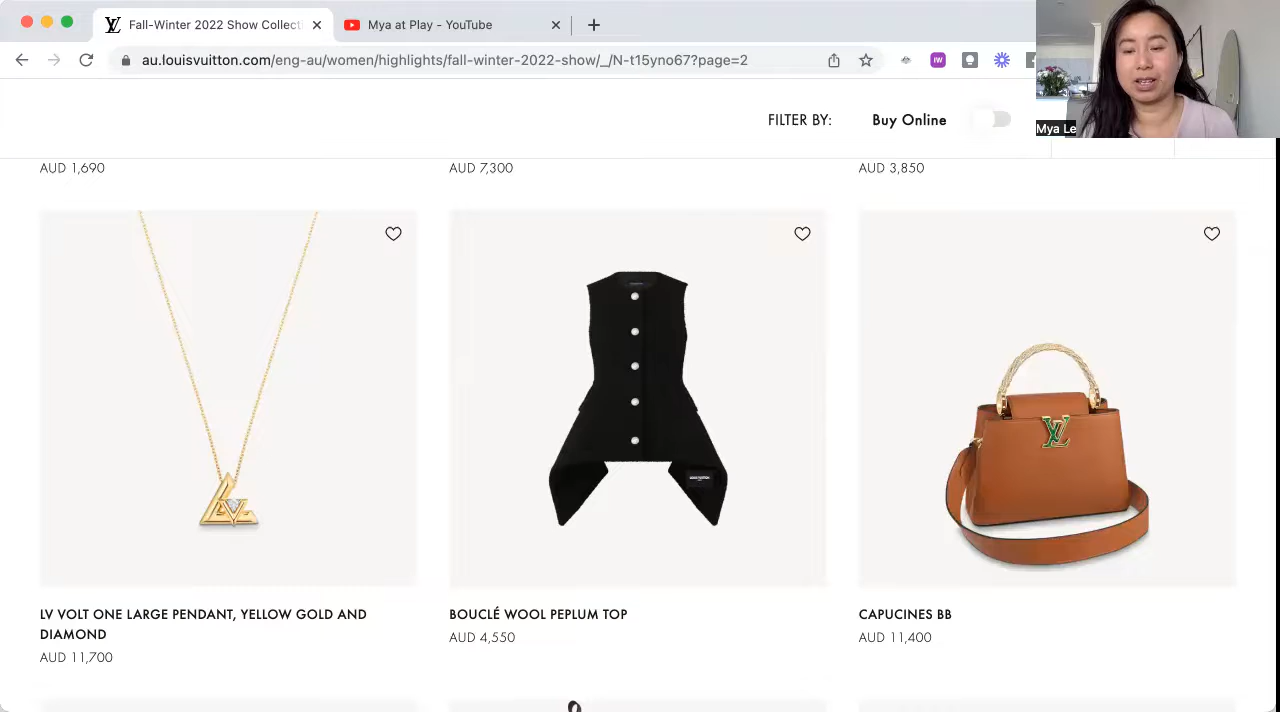 Fall-Winter 2022 Show Collecti
Mya at Play - YouTube
au.louisvuitton.com/eng-au/women/highlights/fall-winter-2022-show/_/N-t15yno67?page=2
IW
FILTER BY:
Buy Online
Mya Le
AUD 1,690
AUD 7,300
AUD 3,850
LV VOLT ONE LARGE PENDANT, YELLOW GOLD AND
DIAMOND
AUD 11,700
BOUCLÉ WOOL PEPLUM TOP
AUD 4,550
CAPUCINES BB
AUD 11,400